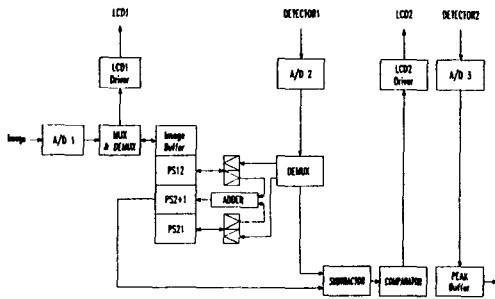 LCD1
DETECTOR1
LCD2
DETECTOR2
LCD1
Driver
A/D 2
LCD2
Driver
A/D 3
Image
A/D 1
MUX
& DEMUX
Image
Buffer
PS12
DEMUX
PS2+1
ADDER
PS21
SUBTRACTOR
COMPARATOR
PEAK
Buffer